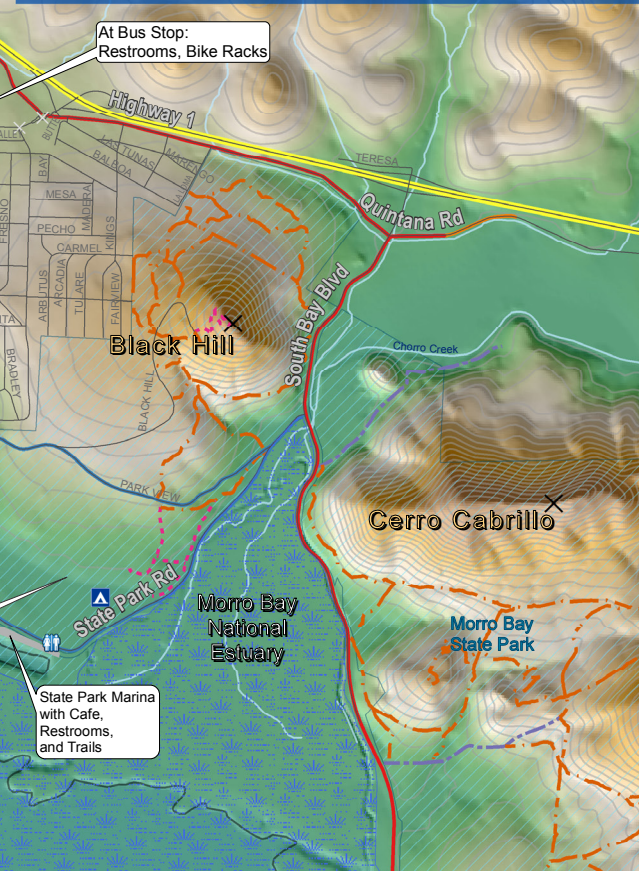 At Bus Stop:
Restrooms, Bike Racks
Highway 1
LAS TUNAS
BALBOA
MARENGO
TERESA
BAY
MESA
MADERA
KINGS
FRESNO
PECHO
CARMEL
Quintana Rd
ARBUTUS
ARCADIA
TULARE
FAIRVIEW
South Bay Blvd
Black Hill
Chorro Creek
BRADLEY
BLACK HILL
PARK VIEW
Cerro Cabrillo
State Park Rd
Morro Bay
National
Estuary
Morro Bay
State Park
State Park Marina
with Cafe,
Restrooms,
and Trails